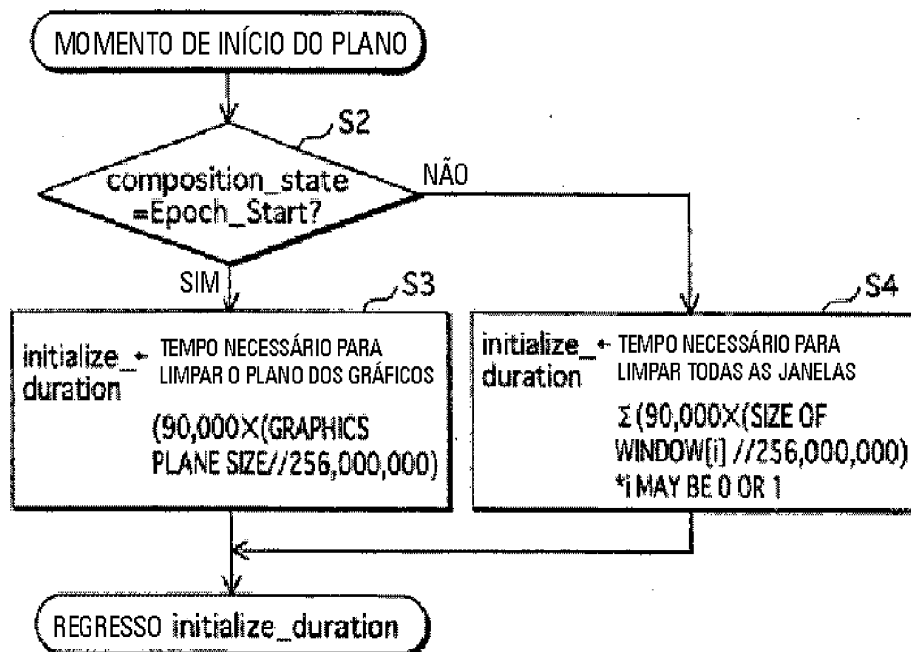 MOMENTO DE INÍCIO DO PLANO
S2
composition_state
=Epoch_Start?
NÃO
SIM
S3
initialize_← TEMPO NECESSÁRIO PARA
duration LIMPAR O PLANO DOS GRÁFICOS
(90,000×(GRAPHICS
PLANE SIZE//256,000,000)
S4
initialize_← TEMPO NECESSÁRIO PARA
duration LIMPAR TODAS AS JANELAS
Σ(90,000×(SIZE OF
WINDOW[i] //256,000,000)
*i MAY BE 0 OR 1
REGRESSO initialize_duration